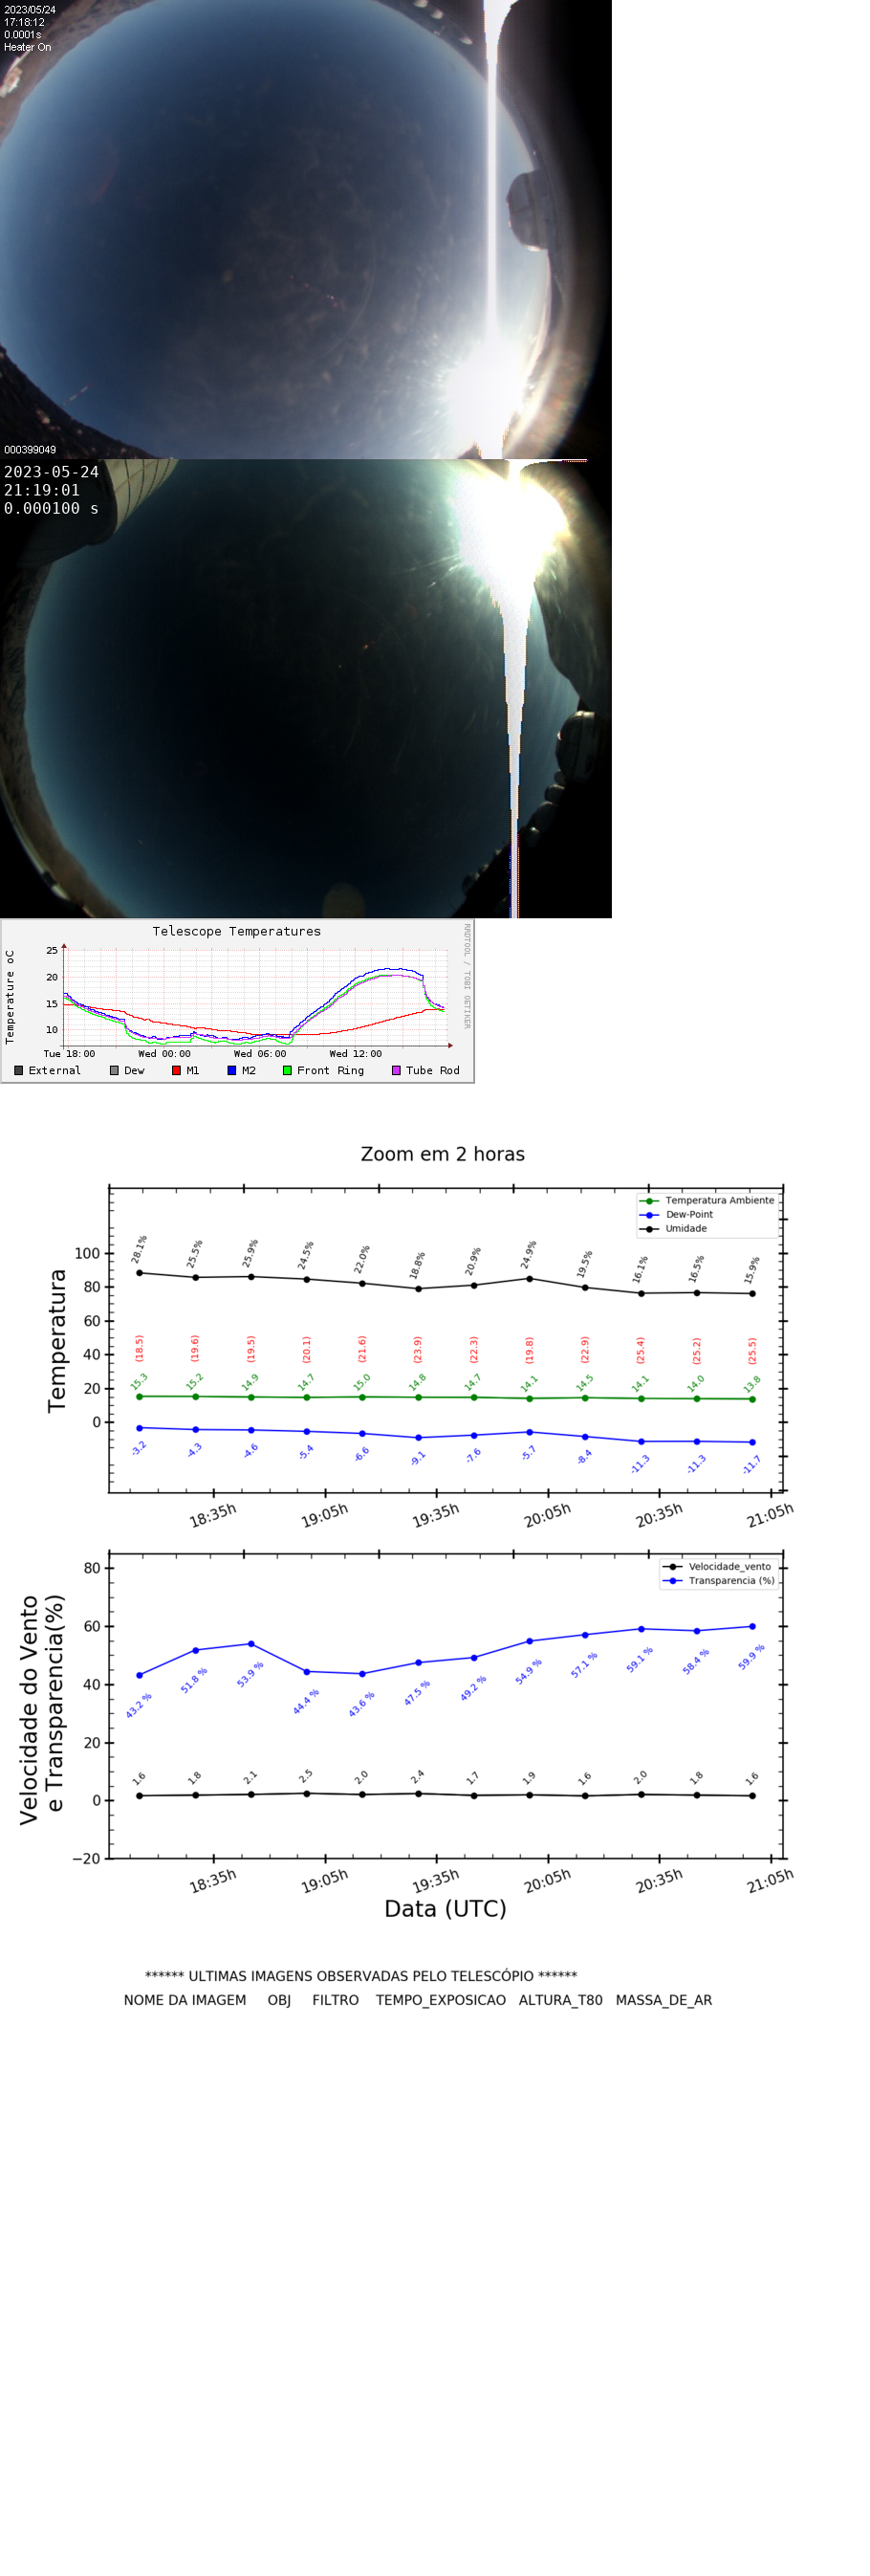 2023/05/24
17:18:12
0.0001s
Heater On
000399049
2023-05-24
21:19:01
0.000100 s
Telescope Temperatures
RRDTOOL / TOBI OETIKER
Temperature oC
25
20
15
10
Tue 18:00 Wed 00:00 Wed 06:00 Wed 12:00
External Dew M1 M2 Front Ring Tube Rod
Zoom em 2 horas
Temperatura Ambiente
Dew-Point
Umidade
Temperatura
100
80
60
40
20
0
28.1% 25.5% 25.9% 24.5% 22.0% 18.8% 20.9% 24.9% 19.5% 16.1% 16.5% 15.9%
(18.5) (19.6) (19.5) (20.1) (21.6) (23.9) (22.3) (19.8) (22.9) (25.4) (25.2) (25.5)
15.3 15.2 14.9 14.7 15.0 14.8 14.7 14.1 14.5 14.1 14.0 13.8
-3.2 -4.3 -4.6 -5.4 -6.6 -9.1 -7.6 -5.7 -8.4 -11.3 -11.3 -11.7
18:35h 19:05h 19:35h 20:05h 20:35h 21:05h
Velocidade_vento
Transparencia (%)
Velocidade do Vento
e Transparencia(%)
80
60
40
20
0
−20
43.2 % 51.8 % 53.9 % 44.4 % 43.6 % 47.5 % 49.2 % 54.9 % 57.1 % 59.1 % 58.4 % 59.9 %
1.6 1.8 2.1 2.5 2.0 2.4 1.7 1.9 1.6 2.0 1.8 1.6
18:35h 19:05h 19:35h 20:05h 20:35h 21:05h
Data (UTC)
****** ULTIMAS IMAGENS OBSERVADAS PELO TELESCÓPIO ******
NOME DA IMAGEM OBJ FILTRO TEMPO_EXPOSICAO ALTURA_T80 MASSA_DE_AR